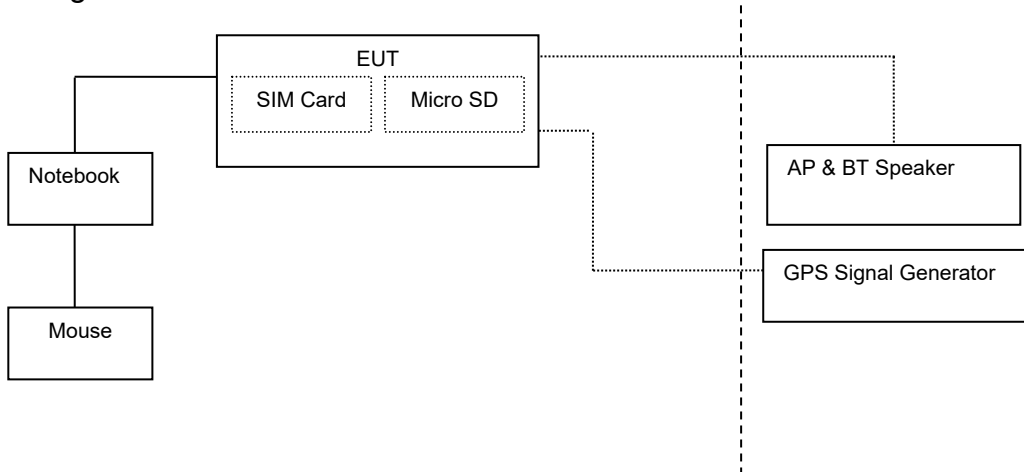 EUT
SIM Card
Micro SD
Notebook
AP & BT Speaker
GPS Signal Generator
Mouse